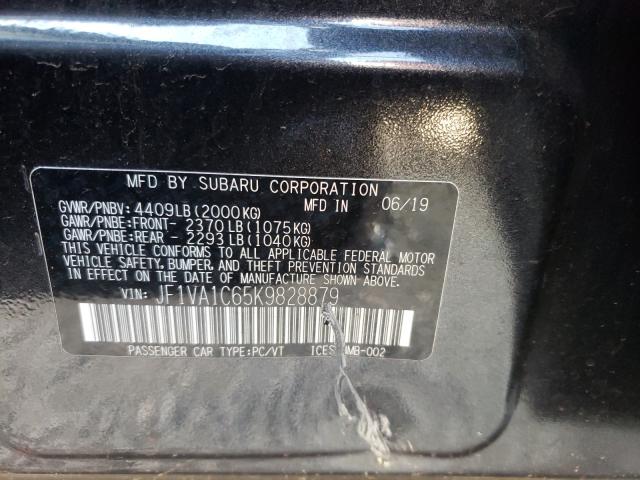 MFD BY SUBARU CORPORATION
GVWR/PNBV: 4409LB (2000KG) MFD IN 06/19
GAWR/PNBE:FRONT- 2370LB (1075KG)
GAWR/PNBE:REAR - 2293LB (1040KG)
THIS VEHICLE CONFORMS TO ALL APPLICABLE FEDERAL MOTOR
VEHICLE SAFETY, BUMPER, AND THEFT PREVENTION STANDARDS
IN EFFECT ON THE DATE OF MANUFACTURE SHOWN ABOVE.
VIN: JF1VA1C65K9828879
PASSENGER CAR TYPE:PC/VT ICES-NMB-002